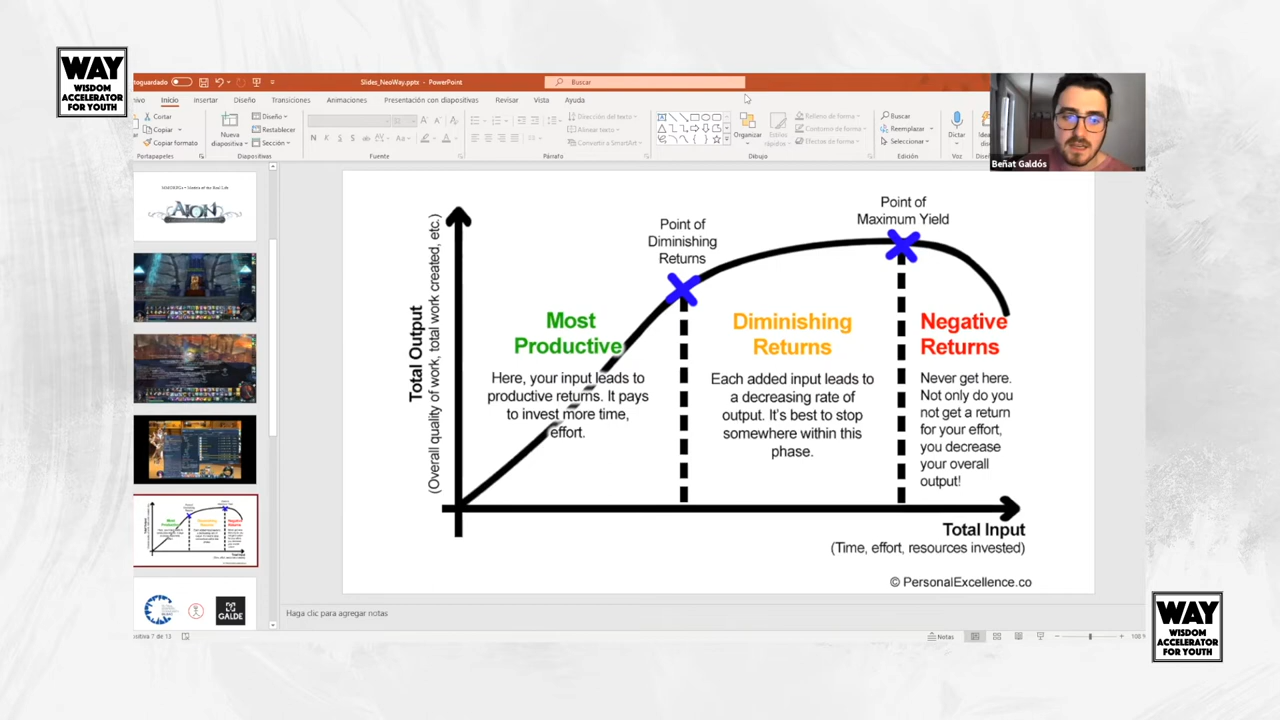 WAY
WISDOM
ACCELERATOR
FOR YOUTH
toguardado
Slides_NeoWay.pptx - PowerPoint
Buscar
hivo Inicio Insertar Diseño Transiciones Animaciones Presentación con diapositivas Revisar Vista Ayuda
Cortar
Copiar
Copiar formato
Portapapeles
Nueva
diapositiva
Diseño
Restablecer
Sección
Diapositivas
N K S
Fuente
Dirección del texto
Alinear texto
Convertir a SmartArt
Párrafo
Organizar
Estilos
rápidos
Relleno de forma
Contorno de forma
Efectos de forma
Dibujo
Buscar
Reemplazar
Seleccionar
Edición
Dictar
Voz
Beñat Galdós
AION
GALDE
Point of
Diminishing
Returns
Point of
Maximum Yield
Total Output
(Overall quality of work, total work created, etc.)
Most
Productive
Here, your input leads to
productive returns. It pays
to invest more time,
effort.
Diminishing
Returns
Each added input leads to
a decreasing rate of
output. It's best to stop
somewhere within this
phase.
Negative
Returns
Never get here.
Not only do you
not get a return
for your effort,
you decrease
your overall
output!
Total Input
(Time, effort, resources invested)
© PersonalExcellence.co
Haga clic para agregar notas
ositiva 7 de 13
Notas
WAY
WISDOM
ACCELERATOR
FOR YOUTH